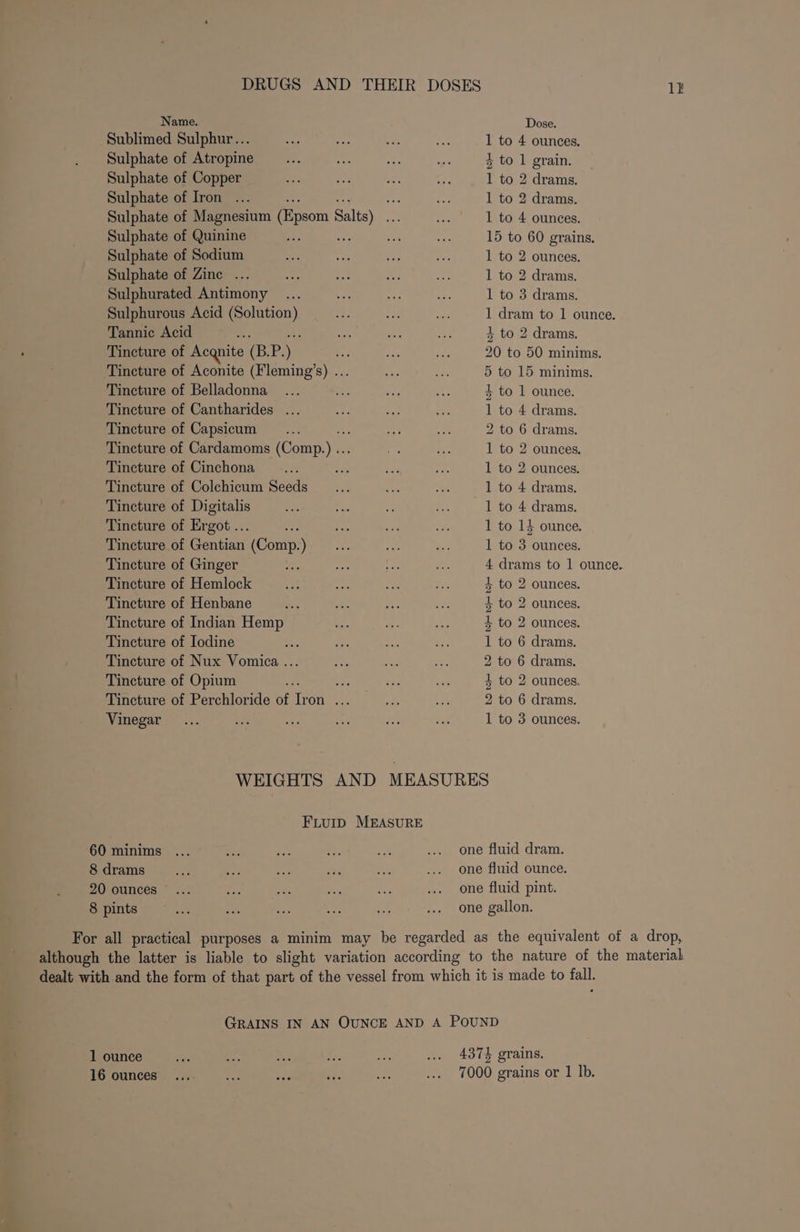 DRUGS AND THEIR DOSES 11
Name. Dose.
Sublimed Sulphur ... ... ... ... ... 1 to 4 ounces.
Sulphate of Atropine ... ... ... ... ½ to 1 grain.
Sulphate of Copper ... ... ... ... 1 to 2 drams.
Sulphate of Iron ... ... ... ... ... 1 to 2 drams.
Sulphate of Magnesium (Epsom Salts) ... ... 1 to 4 ounces.
Sulphate of Quinine ... ... ... ... 15 to 60 grains.
Sulphate of Sodium ... ... ... ... 1 to 2 ounces.
Sulphate of Zinc ... ... ... ... ... 1 to 2 drams.
Sulphurated Antimony ... ... ... ... 1 to 3 drams.
Sulphurous Acid (Solution) ... ... ... 1 dram to 1 ounce.
Tannic Acid ... ... ... ... ... ½ to 2 drams.
Tincture of Aconite (B.P.) ... ... ... 20 to 50 minims.
Tincture of Aconite (Fleming's) ... ... ... 5 to 15 minims.
Tincture of Belladonna ... ... ... ... ½ to 1 ounce.
Tincture of Cantharides ... ... ... ... 1 to 4 drams.
Tincture of Capsicum ... ... ... ... 2 to 6 drams.
Tincture of Cardamoms (Comp.) ... ... ... 1 to 2 ounces.
Tincture of Cinchona ... ... ... ... 1 to 2 ounces.
Tincture of Colchicum Seeds ... ... ... 1 to 4 drams.
Tincture of Digitalis ... ... ... ... 1 to 4 drams.
Tincture of Ergot ... ... ... ... ... 1 to 1½ ounce.
Tincture of Gentian (Comp.) ... ... ... 1 to 3 ounces.
Tincture of Ginger ... ... ... ... 4 drams to 1 ounce.
Tincture of Hemlock ... ... ... ... ½ to 2 ounces.
Tincture of Henbane ... ... ... ... ½ to 2 ounces.
Tincture of Indian Hemp ... ... ... ½ to 2 ounces.
Tincture of Iodine ... ... ... ... 1 to 6 drams.
Tincture of Nux Vomica ... ... ... ... 2 to 6 drams.
Tincture of Opium ... ... ... ... ½ to 2 ounces.
Tincture of Perchloride of Iron ... ... ... 2 to 6 drams.
Vinegar ... ... ... ... ... ... 1 to 3 ounces.
WEIGHTS AND MEASURES
FLUID MEASURE
60 minims ... ... ... ... ... ... one fluid dram.
8 drams ... ... ... ... ... ... one fluid ounce.
20 ounces ... ... ... ... ... ... one fluid pint.
8 pints ... ... ... ... ... ... one gallon.
For all practical purposes a minim may be regarded as the equivalent of a drop,
although the latter is liable to slight variation according to the nature of the material
dealt with and the form of that part of the vessel from which it is made to fall.
GRAINS IN AN OUNCE AND A POUND
1 ounce ... ... ... ... ... ... 437½ grains.
16 ounces ... ... ... ... ... ... 7000 grains or 1 lb.